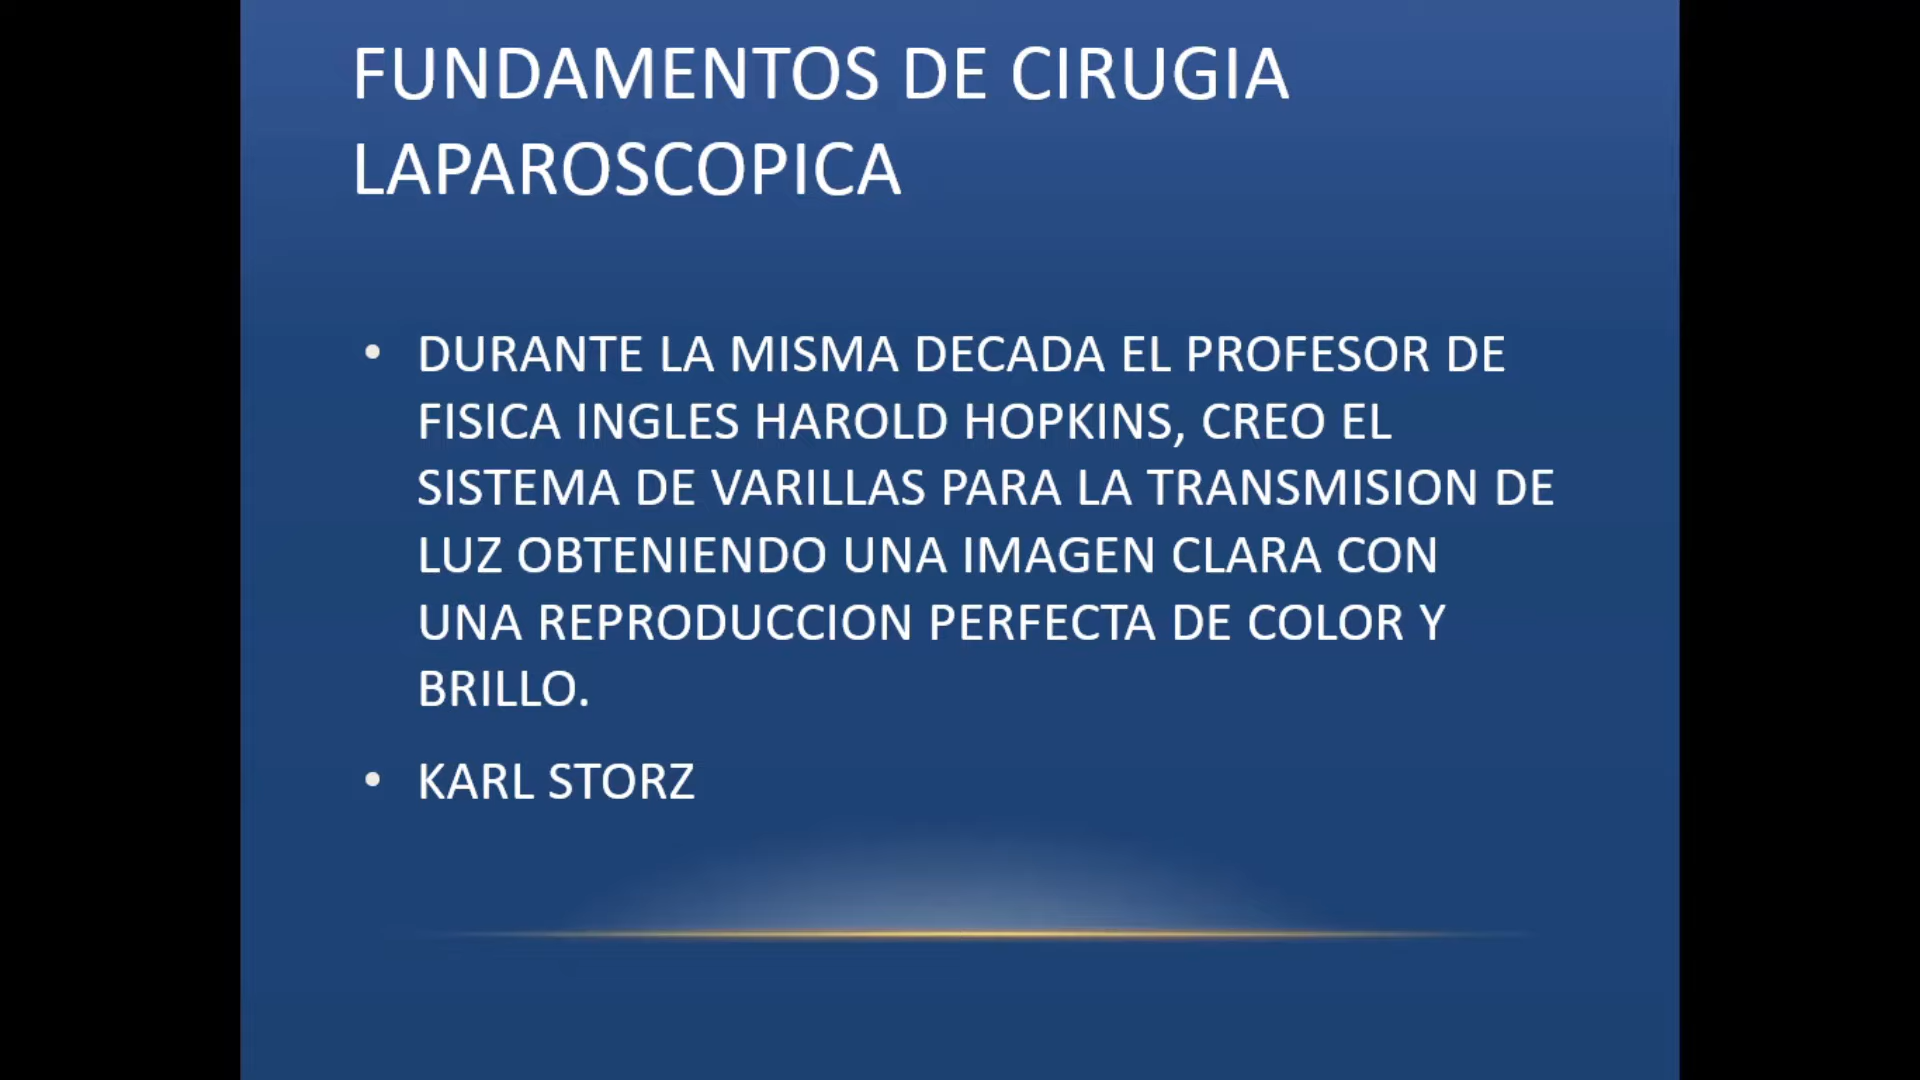 FUNDAMENTOS DE CIRUGIA
LAPAROSCOPICA
• DURANTE LA MISMA DECADA EL PROFESOR DE
FISICA INGLES HAROLD HOPKINS, CREO EL
SISTEMA DE VARILLAS PARA LA TRANSMISION DE
LUZ OBTENIENDO UNA IMAGEN CLARA CON
UNA REPRODUCCION PERFECTA DE COLOR Y
BRILLO.
• KARL STORZ